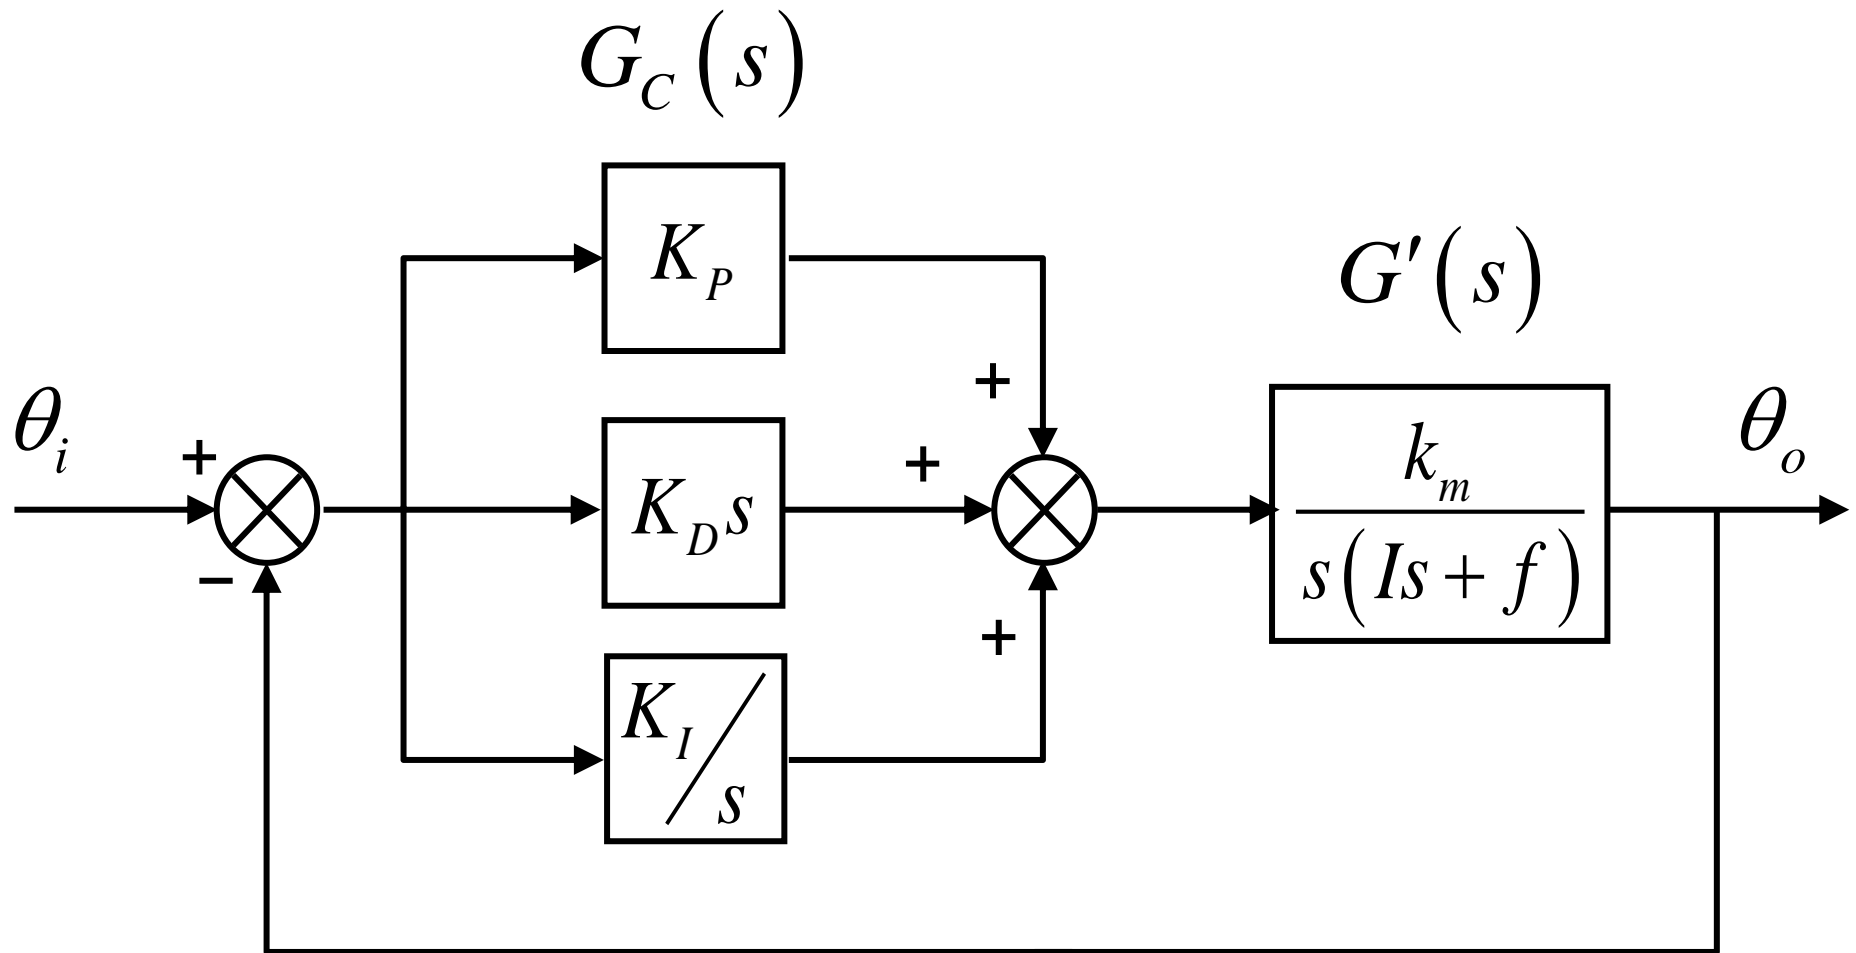 G_C(s)
K_P
G′(s)
θ_i
+
−
K_D s
+
+
+
k_m
s(Is + f)
θ_o
K_I/s